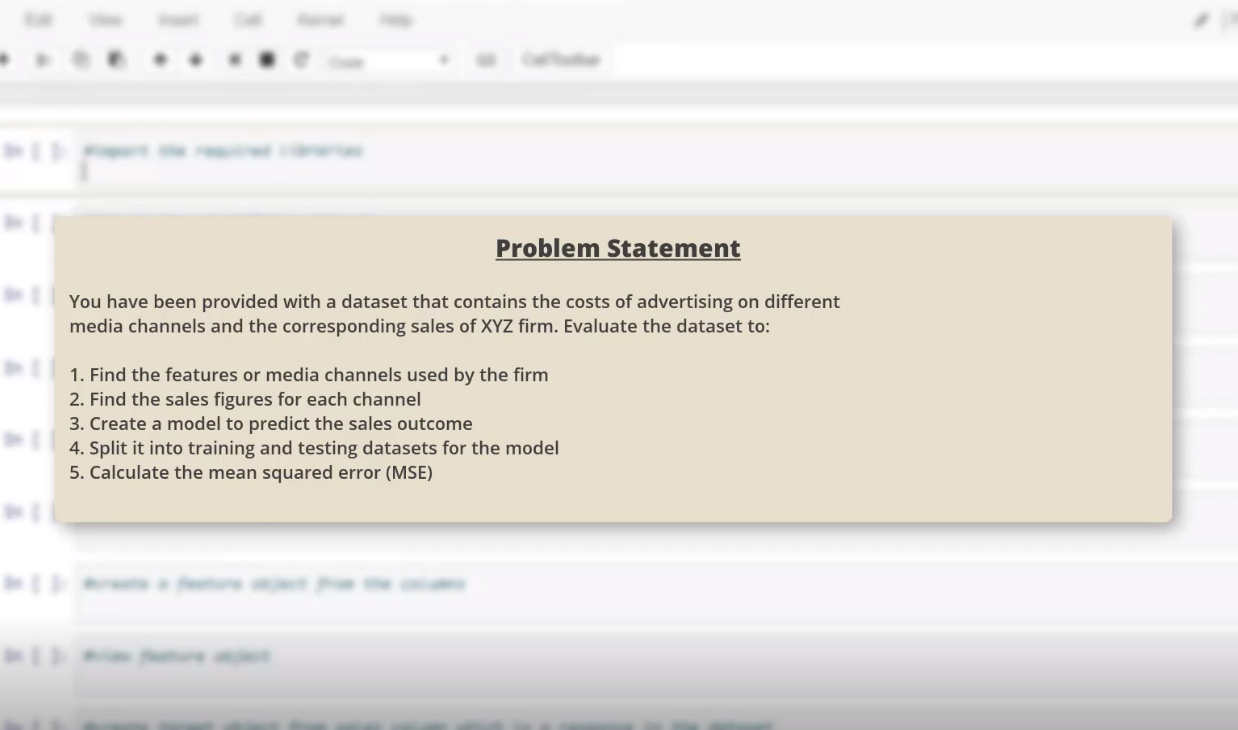 Edit View Insert Cell Kernel Help
Code CellToolbar
In [ ]: #import the required libraries
In [ ]
Problem Statement
You have been provided with a dataset that contains the costs of advertising on different
media channels and the corresponding sales of XYZ firm. Evaluate the dataset to:
In [ ]
1. Find the features or media channels used by the firm
2. Find the sales figures for each channel
3. Create a model to predict the sales outcome
4. Split it into training and testing datasets for the model
5. Calculate the mean squared error (MSE)
In [ ]
In [ ]
In [ ]
In [ ]: #create a feature object from the columns
In [ ]: #view feature object
#create target object from sales column which is a response in the dataset